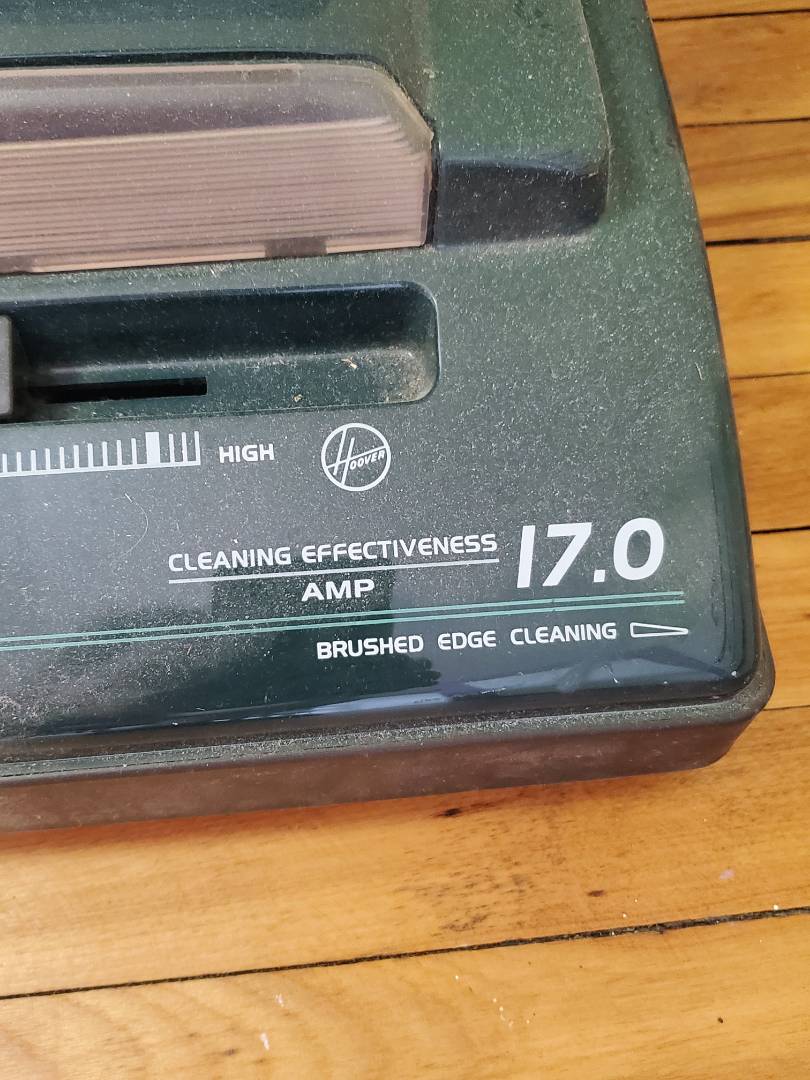 HIGH
HOOVER
CLEANING EFFECTIVENESS
AMP
17.0
BRUSHED EDGE CLEANING